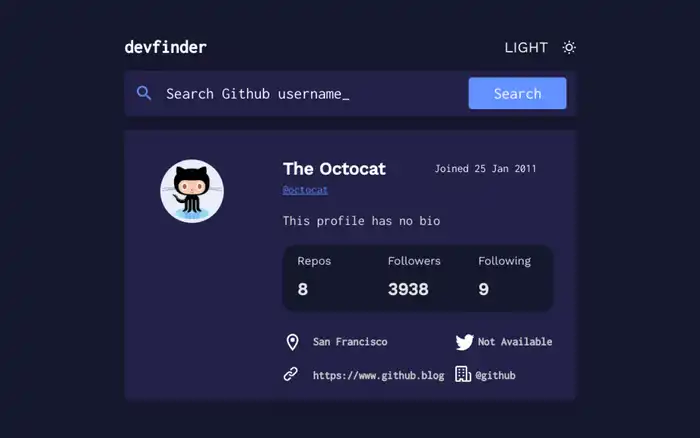 devfinder
LIGHT
Search Github username_
Search
The Octocat
Joined 25 Jan 2011
@octocat
This profile has no bio
Repos Followers Following
8 3938 9
San Francisco Not Available
https://www.github.blog @github